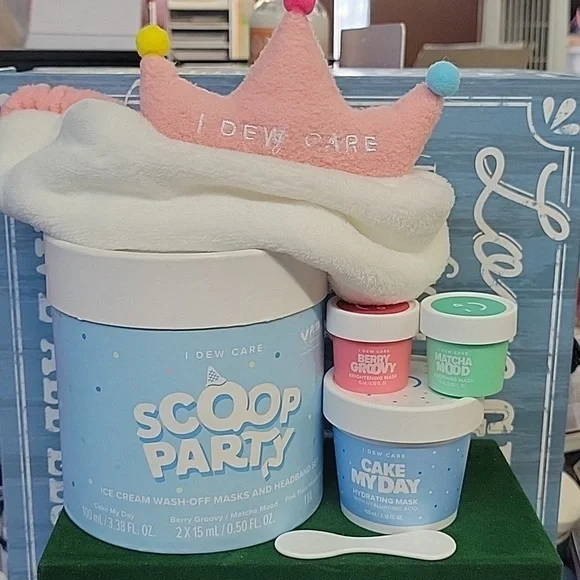 I DEW CARE
I DEW CARE
SCOOP
PARTY
ICE CREAM WASH-OFF MASKS AND HEADBAND
Cake My Day
100 mL / 3.38 FL. OZ.
Berry Groovy / Matcha Mood
2 X 15 mL / 0.50 FL. OZ.
I DEW CARE
BERRY
GROOVY
BRIGHTENING MASK
I DEW CARE
MATCHA
MOOD
I DEW CARE
CAKE
MY DAY
HYDRATING MASK